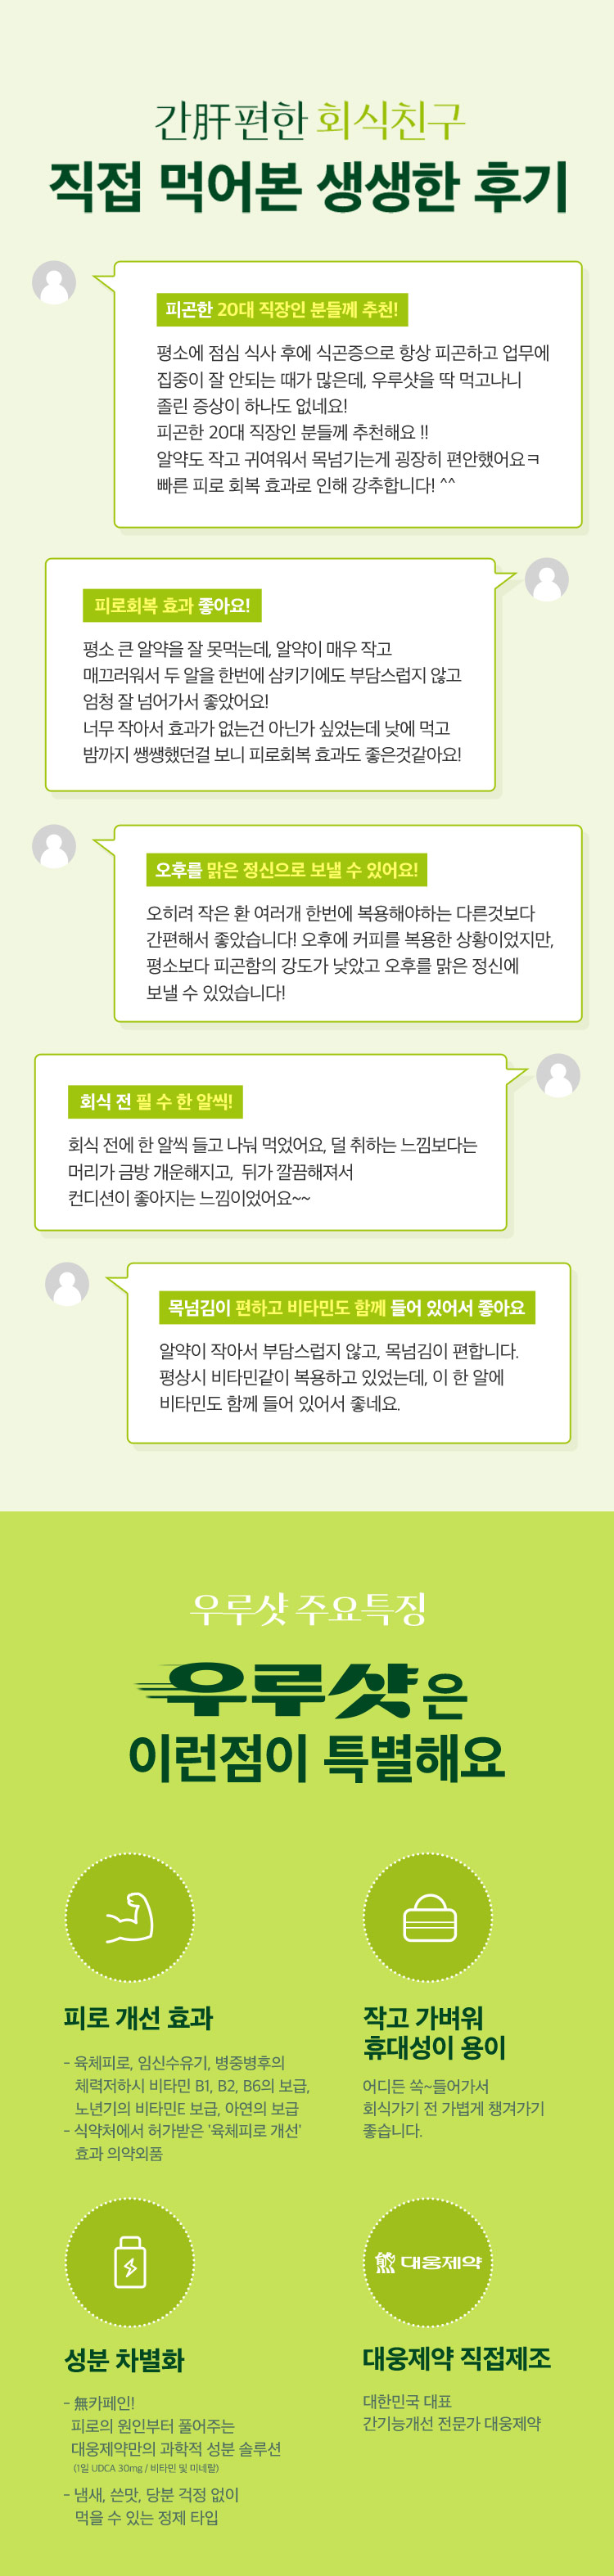 간肝편한 회식친구
직접 먹어본 생생한 후기
피곤한 20대 직장인 분들께 추천!
평소에 점심 식사 후에 식곤증으로 항상 피곤하고 업무에
집중이 잘 안되는 때가 많은데, 우루샷을 딱 먹고나니
졸린 증상이 하나도 없네요!
피곤한 20대 직장인 분들께 추천해요 !!
알약도 작고 귀여워서 목넘기는게 굉장히 편안했어요ㅋ
빠른 피로 회복 효과로 인해 강추합니다! ^^
피로회복 효과 좋아요!
평소 큰 알약을 잘 못먹는데, 알약이 매우 작고
매끄러워서 두 알을 한번에 삼키기에도 부담스럽지 않고
엄청 잘 넘어가서 좋았어요!
너무 작아서 효과가 없는건 아닌가 싶었는데 낮에 먹고
밤까지 쌩쌩했던걸 보니 피로회복 효과도 좋은것같아요!
오후를 맑은 정신으로 보낼 수 있어요!
오히려 작은 환 여러개 한번에 복용해야하는 다른것보다
간편해서 좋았습니다! 오후에 커피를 복용한 상황이었지만,
평소보다 피곤함의 강도가 낮았고 오후를 맑은 정신에
보낼 수 있었습니다!
회식 전 필 수 한 알씩!
회식 전에 한 알씩 들고 나눠 먹었어요, 덜 취하는 느낌보다는
머리가 금방 개운해지고, 뒤가 깔끔해져서
컨디션이 좋아지는 느낌이었어요~~
목넘김이 편하고 비타민도 함께 들어 있어서 좋아요
알약이 작아서 부담스럽지 않고, 목넘김이 편합니다.
평상시 비타민같이 복용하고 있었는데, 이 한 알에
비타민도 함께 들어 있어서 좋네요.
우루샷 주요특징
우루샷은
이런점이 특별해요
피로 개선 효과
- 육체피로, 임신수유기, 병중병후의
체력저하시 비타민 B1, B2, B6의 보급,
노년기의 비타민E 보급, 아연의 보급
- 식약처에서 허가받은 '육체피로 개선'
효과 의약외품
작고 가벼워
휴대성이 용이
어디든 쏙~들어가서
회식가기 전 가볍게 챙겨가기
좋습니다.
성분 차별화
- 無카페인!
피로의 원인부터 풀어주는
대웅제약만의 과학적 성분 솔루션
(1일 UDCA 30mg / 비타민 및 미네랄)
- 냄새, 쓴맛, 당분 걱정 없이
먹을 수 있는 정제 타입
대웅제약
대웅제약 직접제조
대한민국 대표
간기능개선 전문가 대웅제약